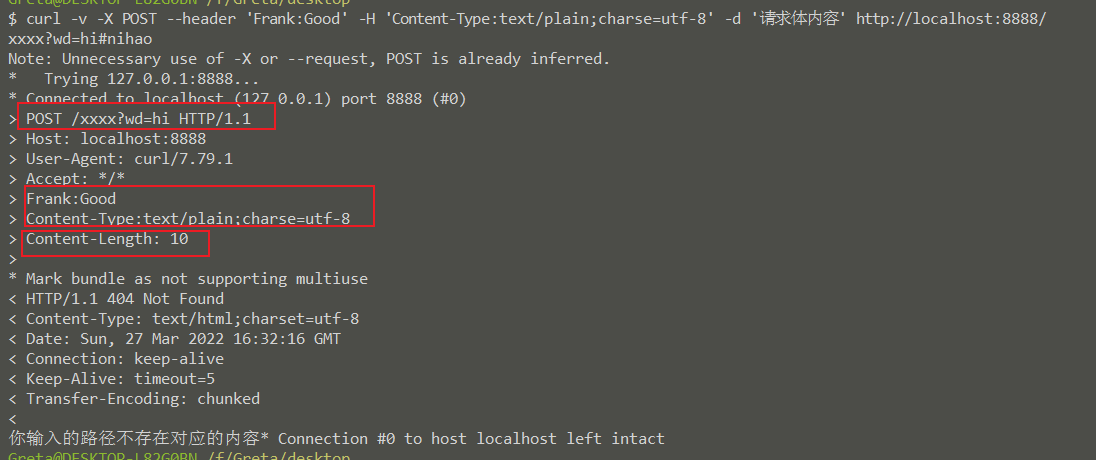 Greta@DESKTOP-L82G0BN /f/Greta/desktop
$ curl -v -X POST --header 'Frank:Good' -H 'Content-Type:text/plain;charse=utf-8' -d '请求体内容' http://localhost:8888/
xxxx?wd=hi#nihao
Note: Unnecessary use of -X or --request, POST is already inferred.
*   Trying 127.0.0.1:8888...
* Connected to localhost (127.0.0.1) port 8888 (#0)
> POST /xxxx?wd=hi HTTP/1.1
> Host: localhost:8888
> User-Agent: curl/7.79.1
> Accept: */*
> Frank:Good
> Content-Type:text/plain;charse=utf-8
> Content-Length: 10
>
* Mark bundle as not supporting multiuse
< HTTP/1.1 404 Not Found
< Content-Type: text/html;charset=utf-8
< Date: Sun, 27 Mar 2022 16:32:16 GMT
< Connection: keep-alive
< Keep-Alive: timeout=5
< Transfer-Encoding: chunked
<
你输入的路径不存在对应的内容* Connection #0 to host localhost left intact
Greta@DESKTOP-L82G0BN /f/Greta/desktop